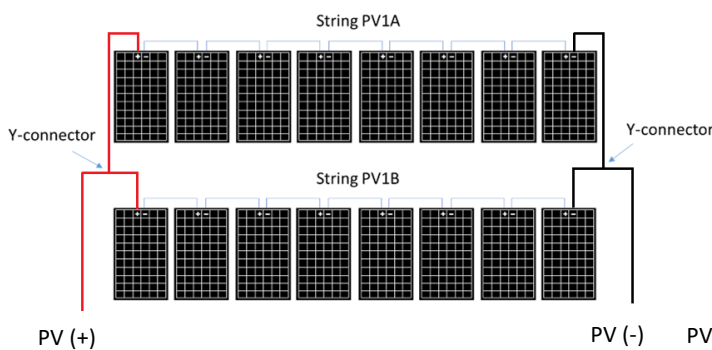 String PV1A
+ - + - + - + - + - + - + - + -
Y-connector
Y-connector
String PV1B
+ - + - + - + - + - + - + - + -
PV (+)
PV (-)
PV